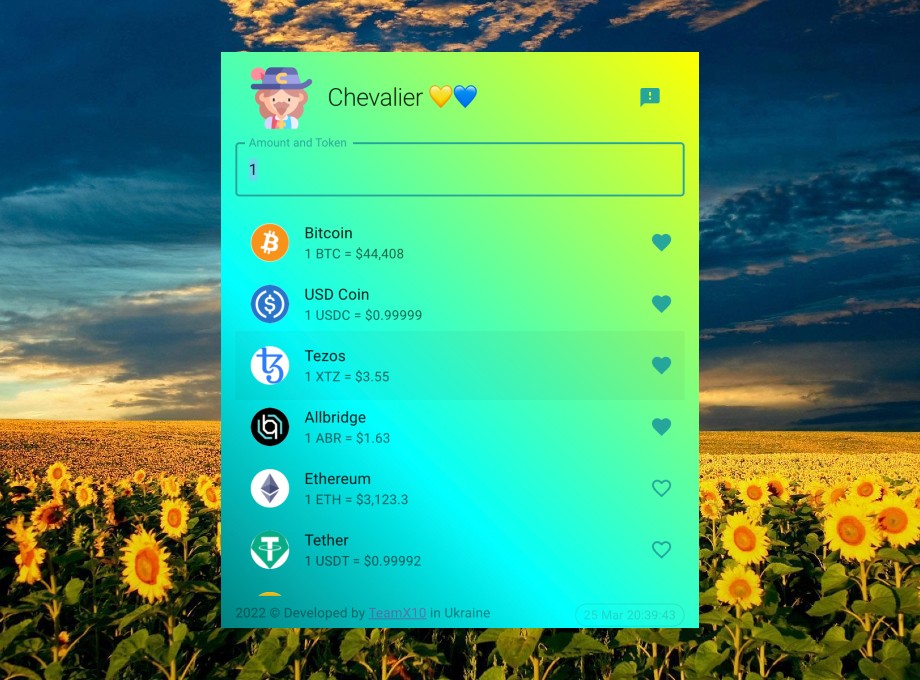 Chevalier 💛💙
Amount and Token
1
Bitcoin
1 BTC = $44,408
USD Coin
1 USDC = $0.99999
Tezos
1 XTZ = $3.55
Allbridge
1 ABR = $1.63
Ethereum
1 ETH = $3,123.3
Tether
1 USDT = $0.99992
2022 © Developed by TeamX10 in Ukraine
25 Mar 20:39:43